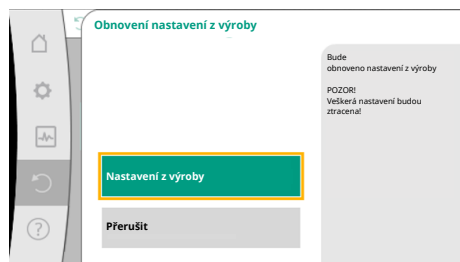 Obnovení nastavení z výroby
Bude
obnoveno nastavení z výroby
POZOR!
Veškerá nastavení budou
ztracena!
Nastavení z výroby
Přerušit